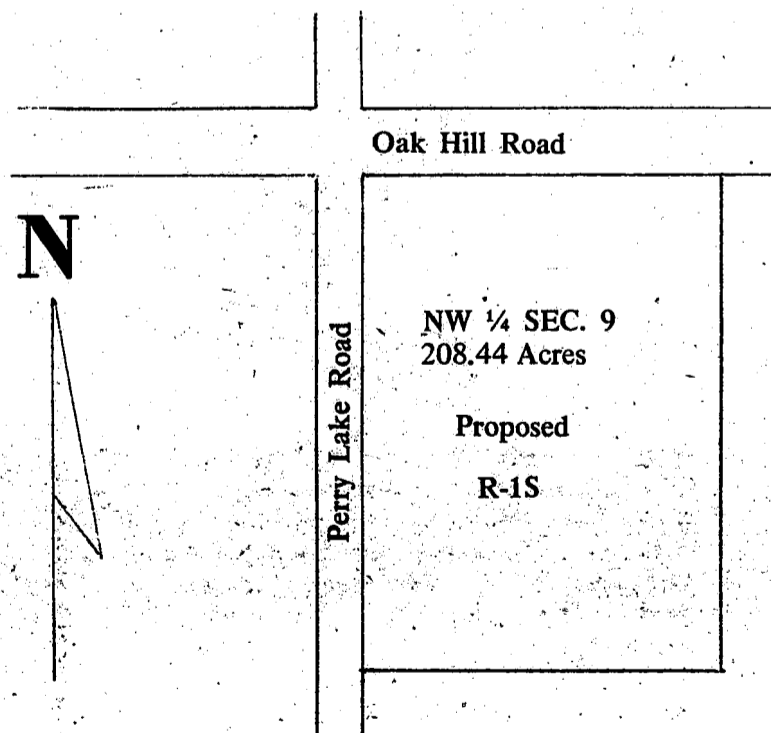 Oak Hill Road
N
Perry Lake Road
NW ¼ SEC. 9
208.44 Acres
Proposed
R-1S